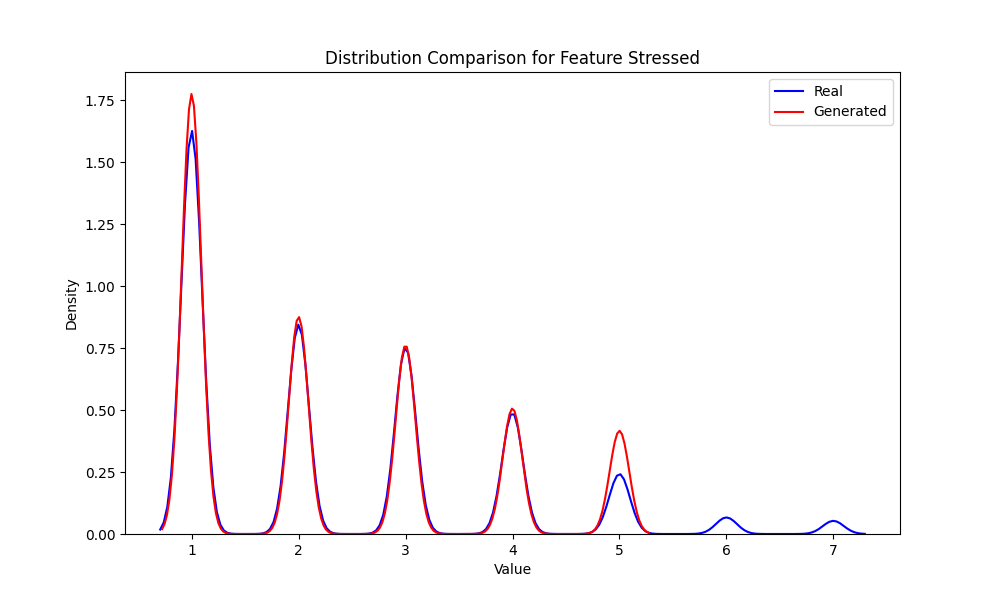 Distribution Comparison for Feature Stressed
Real
Generated
Density
1.75
1.50
1.25
1.00
0.75
0.50
0.25
0.00
1 2 3 4 5 6 7
Value